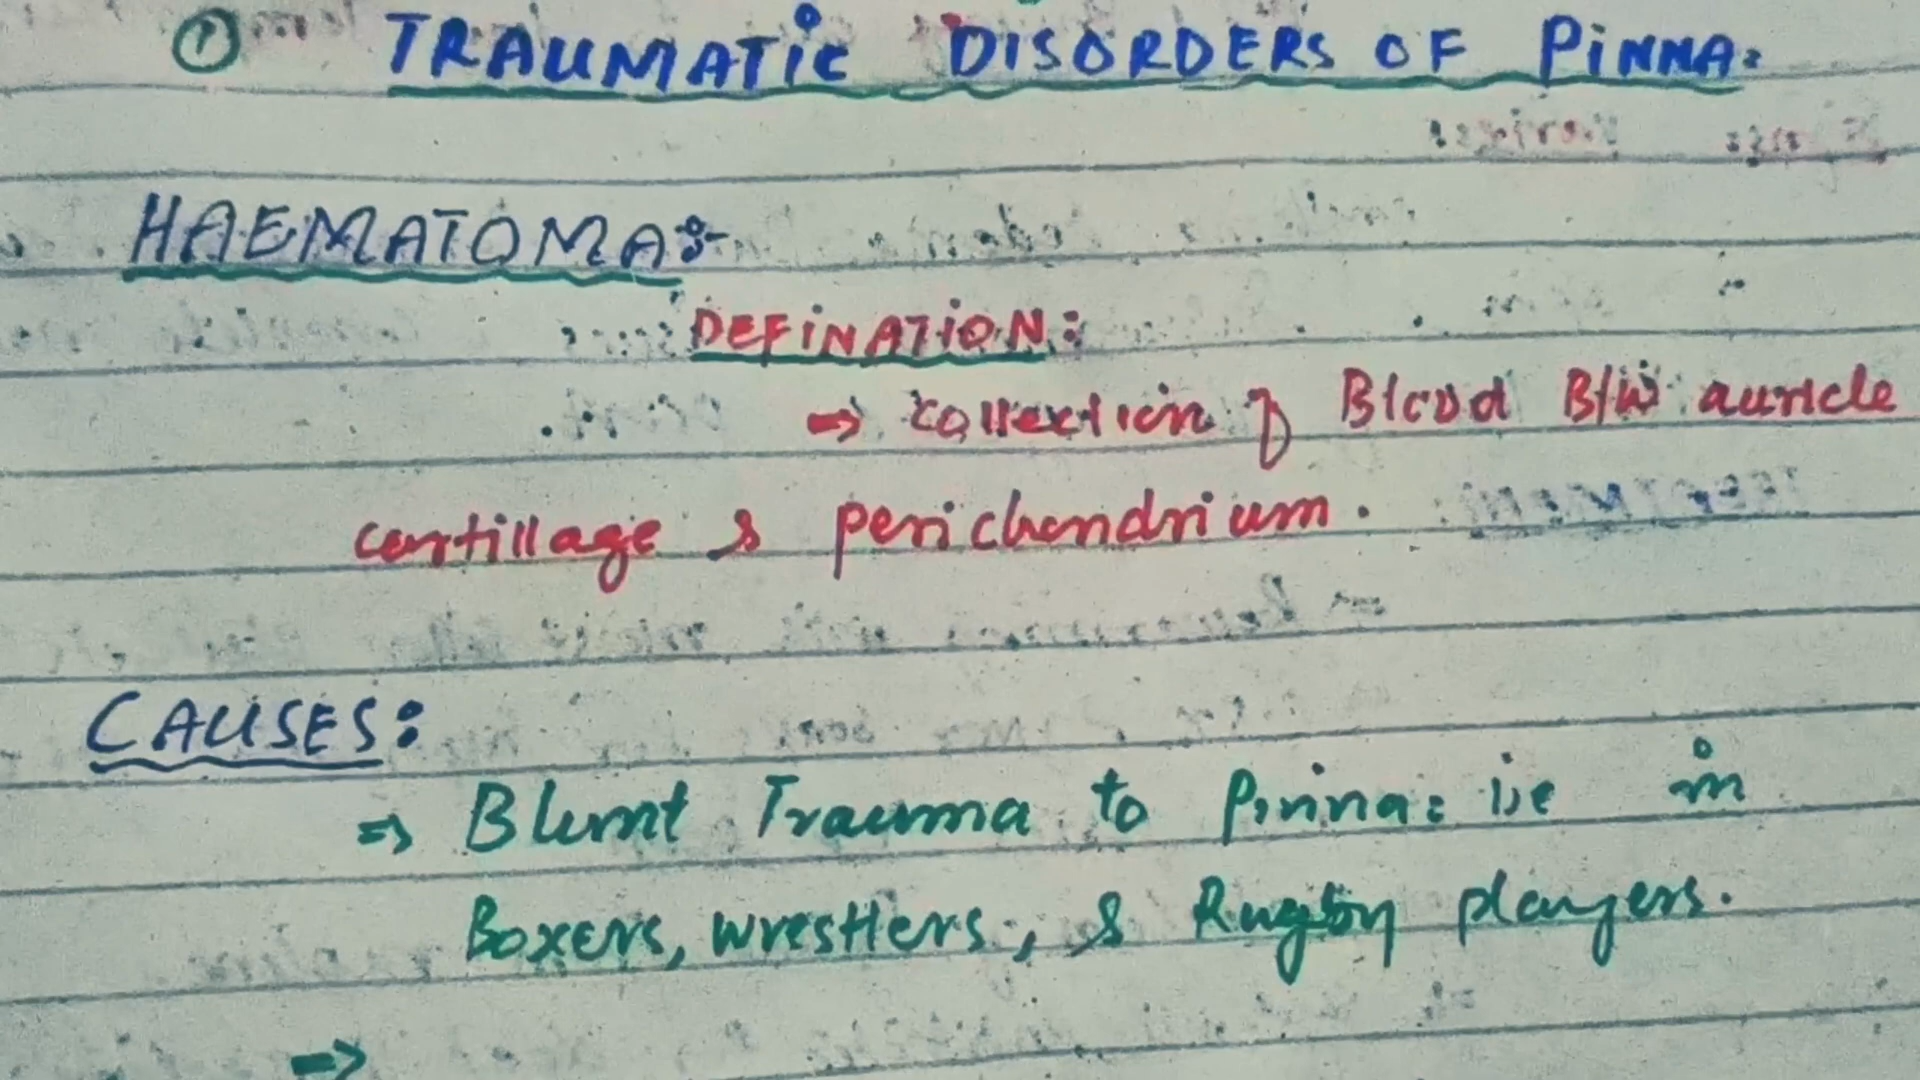 ① TRAUMATIC DISORDERS OF PINNA:
HAEMATOMA:-
DEFINATION:
⇒ Collection of Blood B/w auricle
cartillage & perichondrium.
CAUSES:
⇒ Blunt Trauma to Pinna: i.e in
Boxers, wrestlers, & Rugby players.
⇒